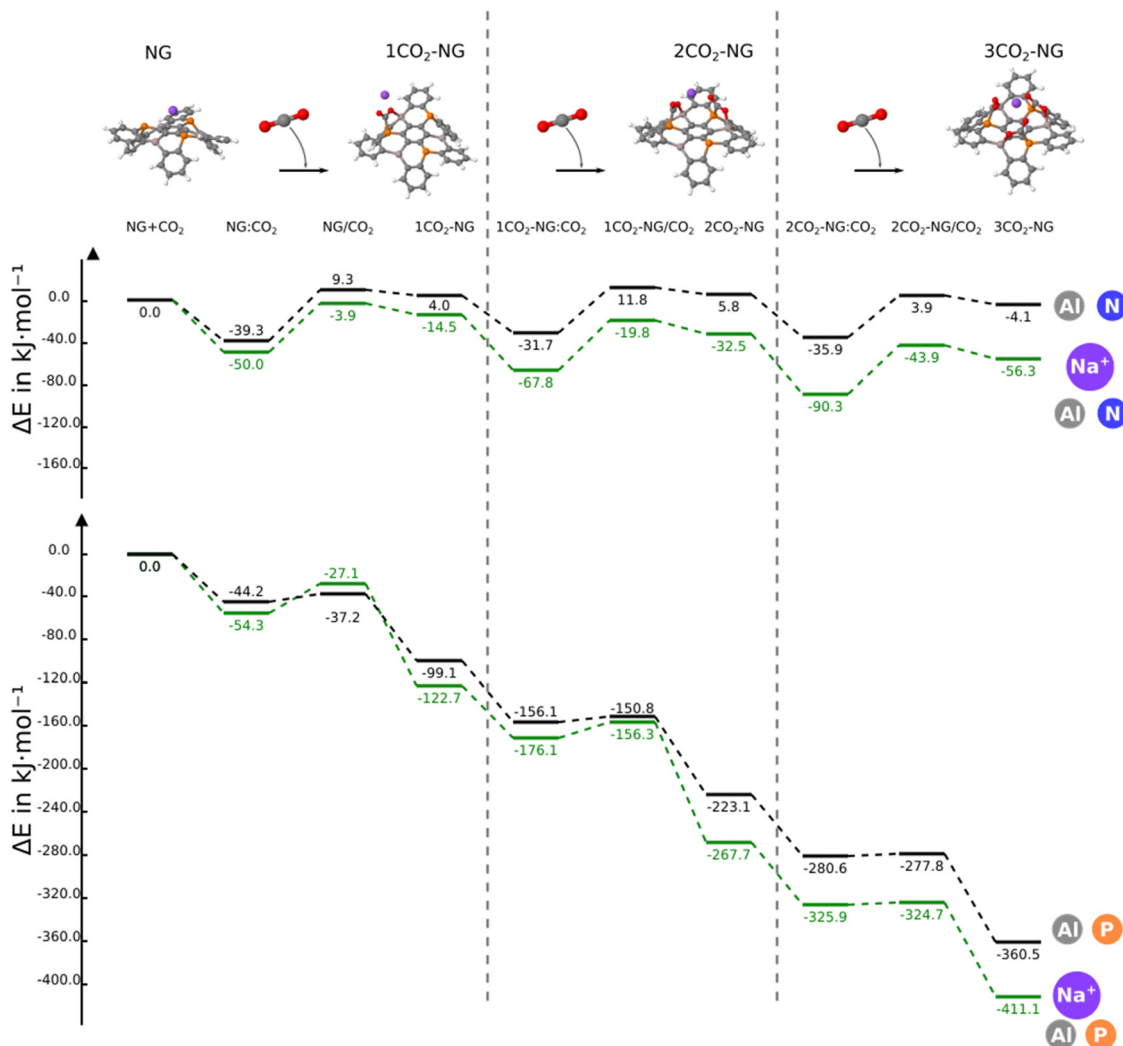 NG 1CO₂-NG 2CO₂-NG 3CO₂-NG
NG+CO₂ NG:CO₂ NG/CO₂ 1CO₂-NG 1CO₂-NG:CO₂ 1CO₂-NG/CO₂ 2CO₂-NG 2CO₂-NG:CO₂ 2CO₂-NG/CO₂ 3CO₂-NG
ΔE in kJ·mol⁻¹
0.0
-40.0
-80.0
-120.0
-160.0
0.0 -39.3 9.3 4.0 -31.7 11.8 5.8 -35.9 3.9 -4.1
Al N
-50.0 -3.9 -14.5 -67.8 -19.8 -32.5 -90.3 -43.9 -56.3
Na⁺
Al N
ΔE in kJ·mol⁻¹
0.0
-40.0
-80.0
-120.0
-160.0
-200.0
-240.0
-280.0
-320.0
-360.0
-400.0
0.0 -44.2 -37.2 -99.1 -156.1 -150.8 -223.1 -280.6 -277.8 -360.5
Al P
-54.3 -27.1 -122.7 -176.1 -156.3 -267.7 -325.9 -324.7 -411.1
Na⁺
Al P